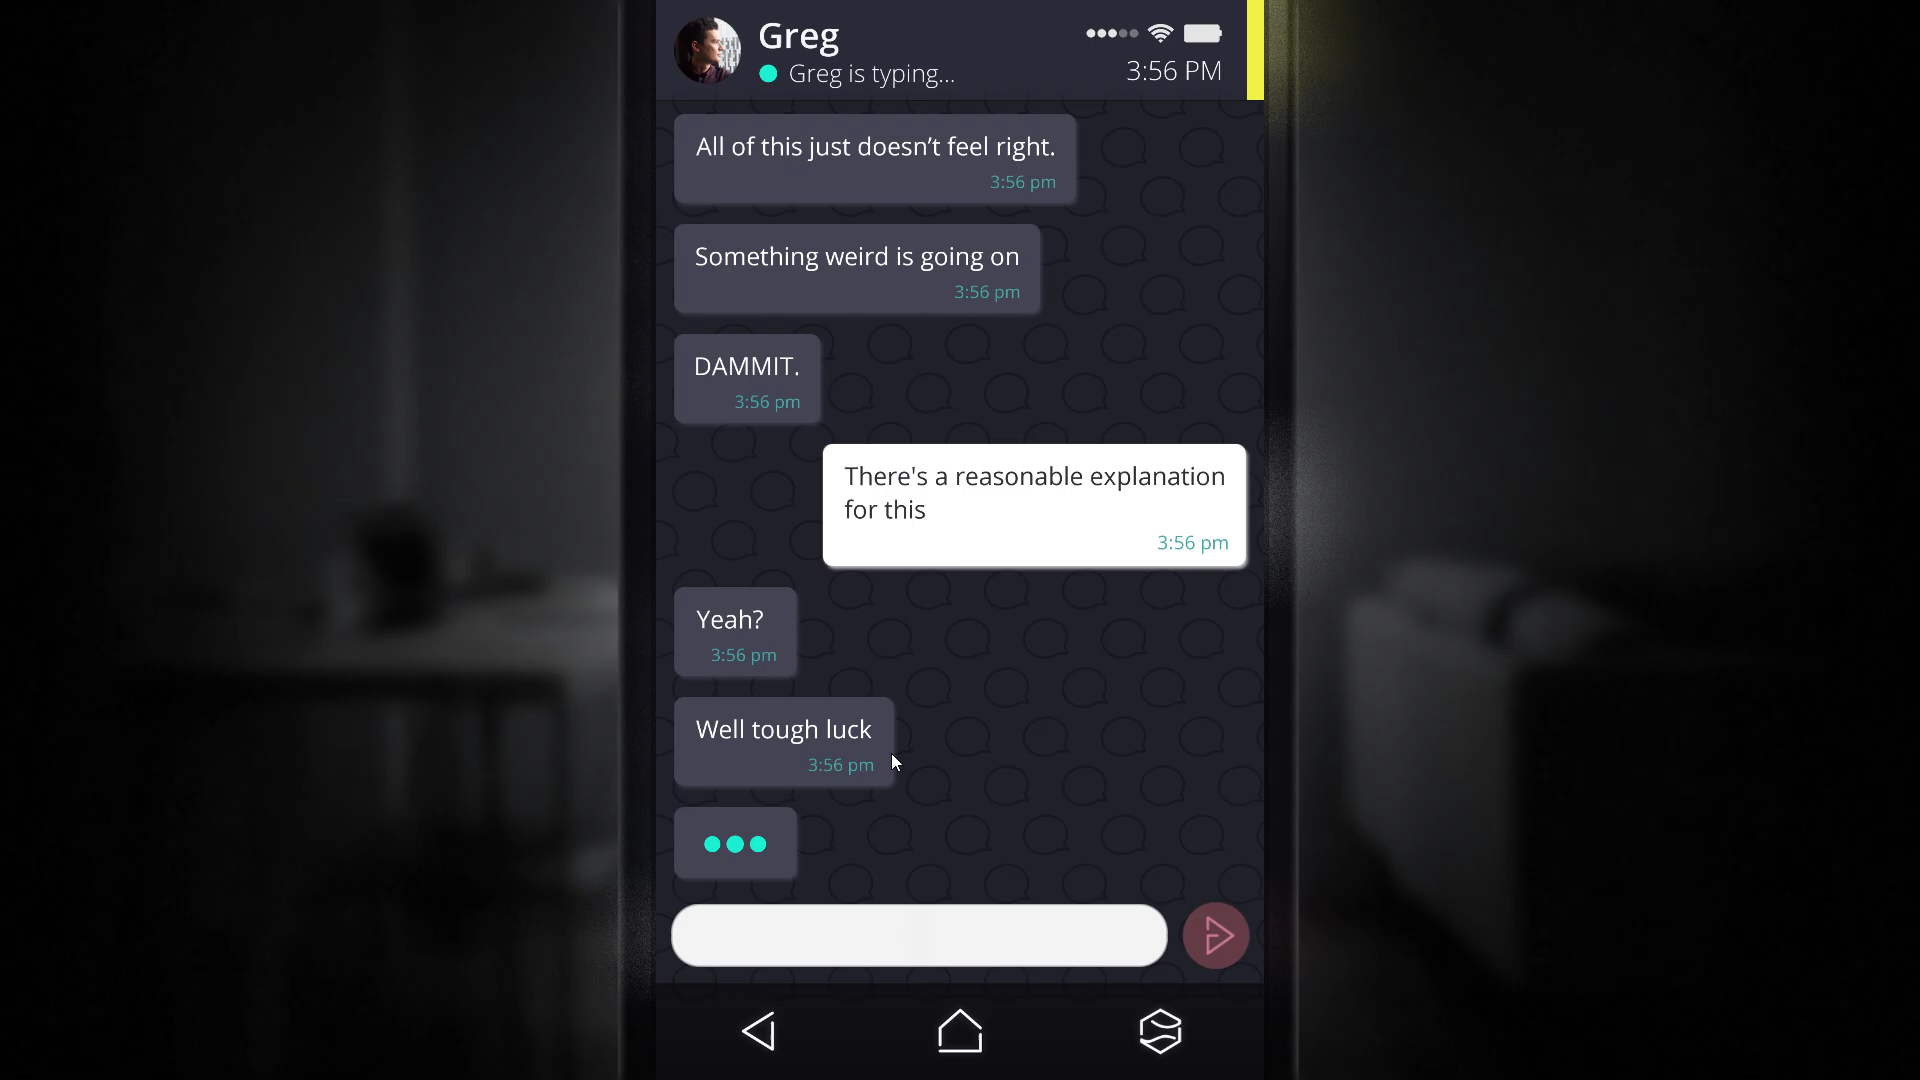 Greg
Greg is typing...
3:56 PM
All of this just doesn’t feel right.
3:56 pm
Something weird is going on
3:56 pm
DAMMIT.
3:56 pm
There's a reasonable explanation
for this
3:56 pm
Yeah?
3:56 pm
Well tough luck
3:56 pm